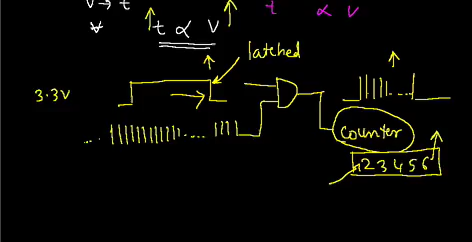 V → t
t ∝ V
t ∝ V
latched
3.3V
counter
123456